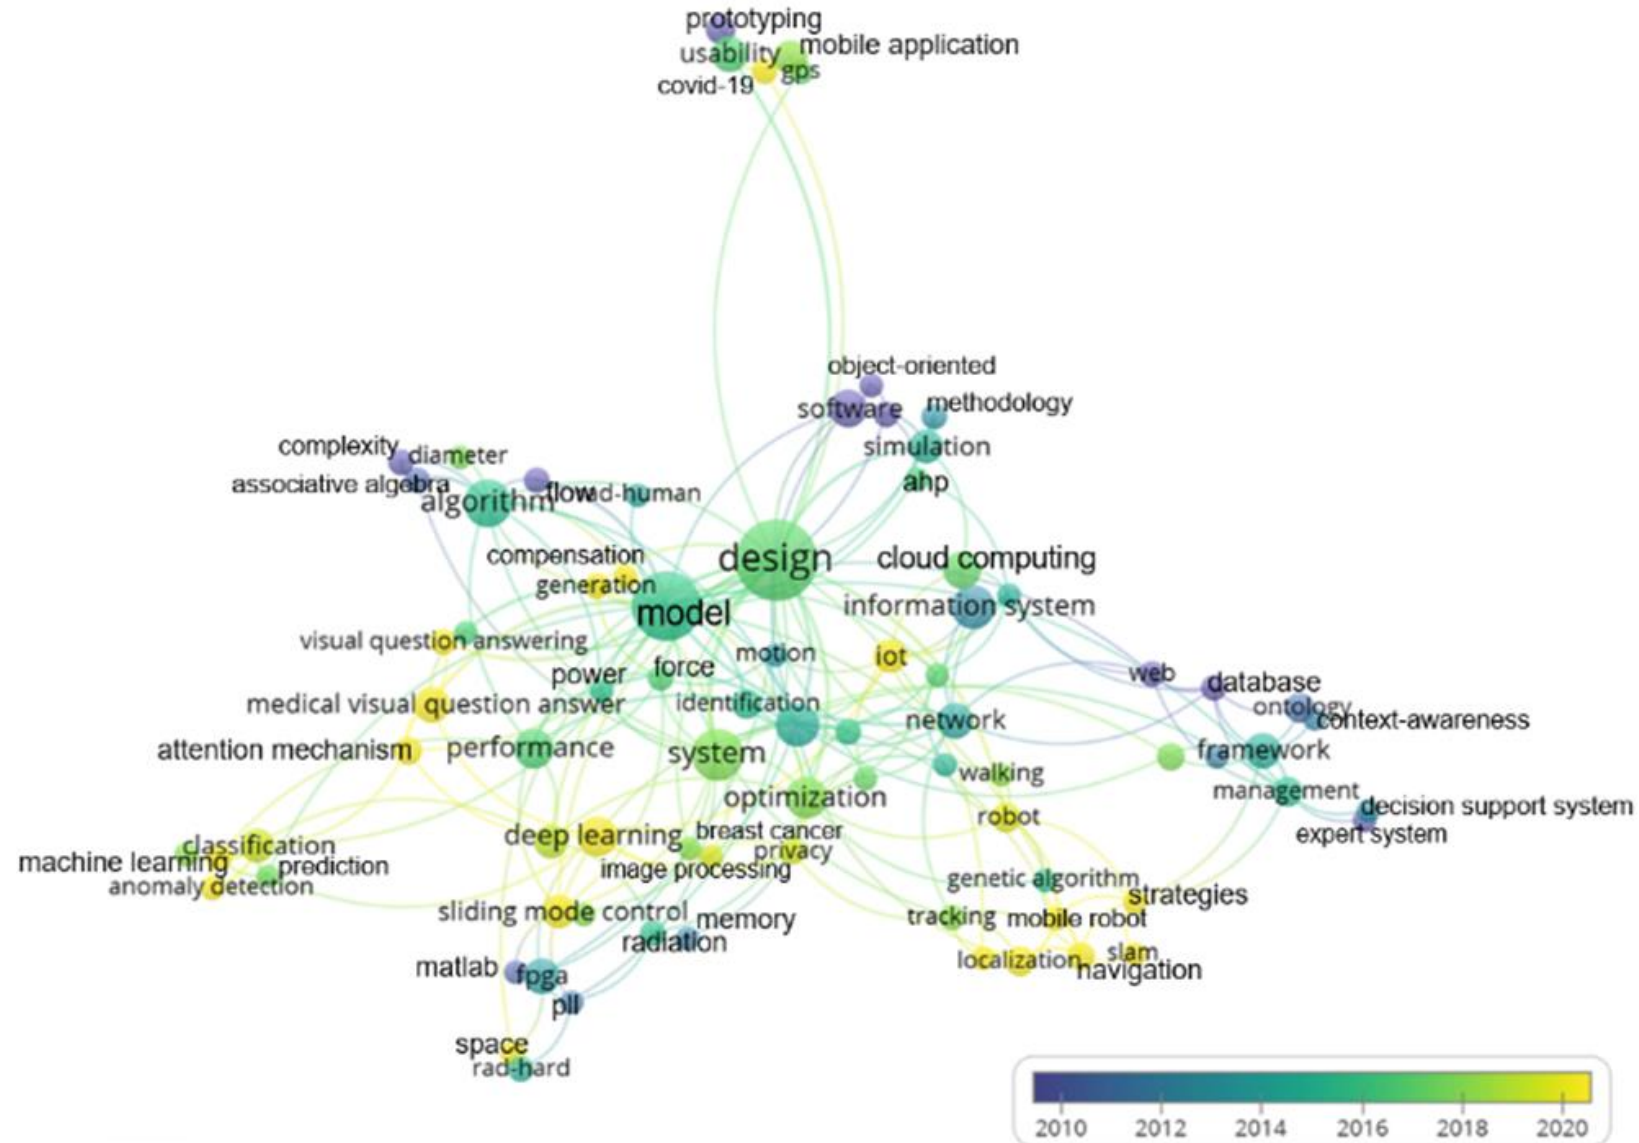 prototyping
usability
mobile application
gps
covid-19
object-oriented
software
methodology
simulation
ahp
complexity
diameter
associative algebra
algorithm
flow
ad-human
compensation
generation
design
model
cloud computing
information system
visual question answering
power
force
motion
iot
medical visual question answer
identification
network
web
database
ontology
context-awareness
attention mechanism
performance
system
framework
walking
management
optimization
decision support system
expert system
robot
deep learning
breast cancer
privacy
image processing
classification
machine learning
prediction
anomaly detection
genetic algorithm
strategies
tracking
mobile robot
sliding mode control
memory
radiation
localization
slam
navigation
matlab
fpga
pll
space
rad-hard
2010 2012 2014 2016 2018 2020